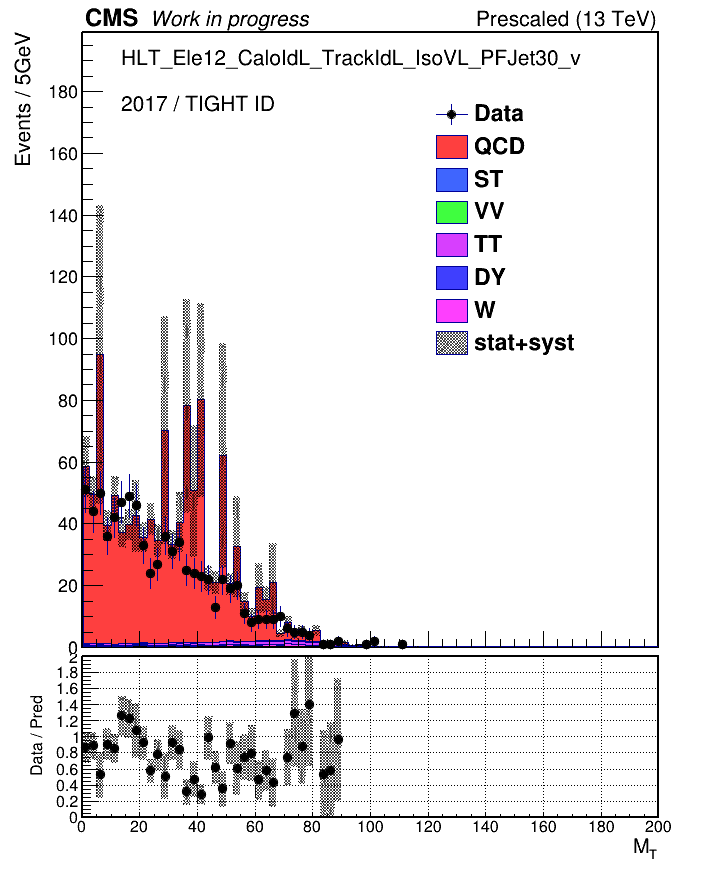 CMS Work in progress Prescaled (13 TeV)
HLT_Ele12_CaloIdL_TrackIdL_IsoVL_PFJet30_v
2017 / TIGHT ID
Events / 5GeV
180
160
140
120
100
80
60
40
20
0
Data
QCD
ST
VV
TT
DY
W
stat+syst
Data / Pred
2
1.8
1.6
1.4
1.2
1
0.8
0.6
0.4
0.2
0
0 20 40 60 80 100 120 140 160 180 200
M_T